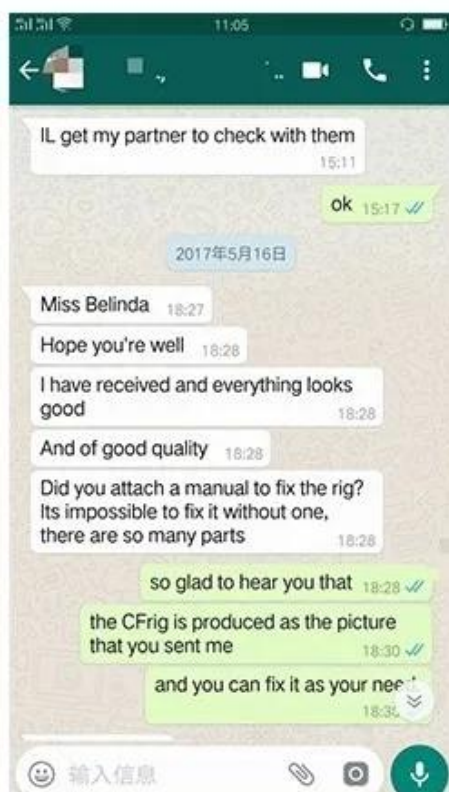 11:05
IL get my partner to check with them
15:11
ok 15:17
2017年5月16日
Miss Belinda 18:27
Hope you're well 18:28
I have received and everything looks
good 18:28
And of good quality 18:28
Did you attach a manual to fix the rig?
Its impossible to fix it without one,
there are so many parts 18:28
so glad to hear you that 18:28
the CFrig is produced as the picture
that you sent me 18:30
and you can fix it as your need
输入信息